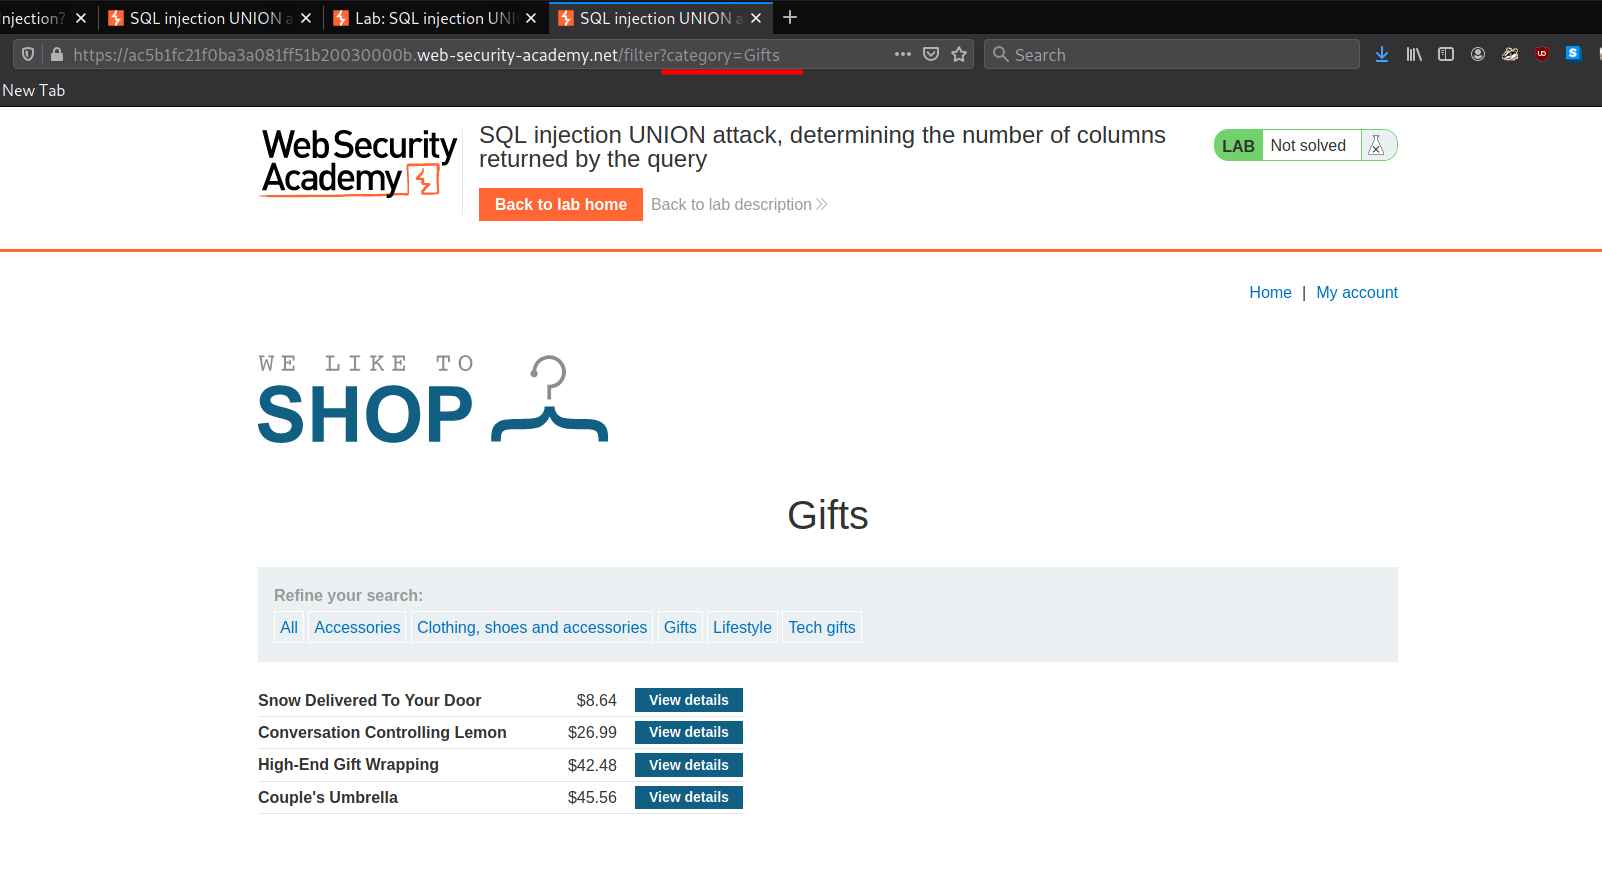 njection?
SQL injection UNION a
Lab: SQL injection UNI
SQL injection UNION a
https://ac5b1fc21f0ba3a081ff51b20030000b.web-security-academy.net/filter?category=Gifts
Search
New Tab
Web Security
Academy
SQL injection UNION attack, determining the number of columns
returned by the query
LAB Not solved
Back to lab home Back to lab description
Home | My account
WE LIKE TO
SHOP
Gifts
Refine your search:
All Accessories Clothing, shoes and accessories Gifts Lifestyle Tech gifts
Snow Delivered To Your Door $8.64 View details
Conversation Controlling Lemon $26.99 View details
High-End Gift Wrapping $42.48 View details
Couple's Umbrella $45.56 View details